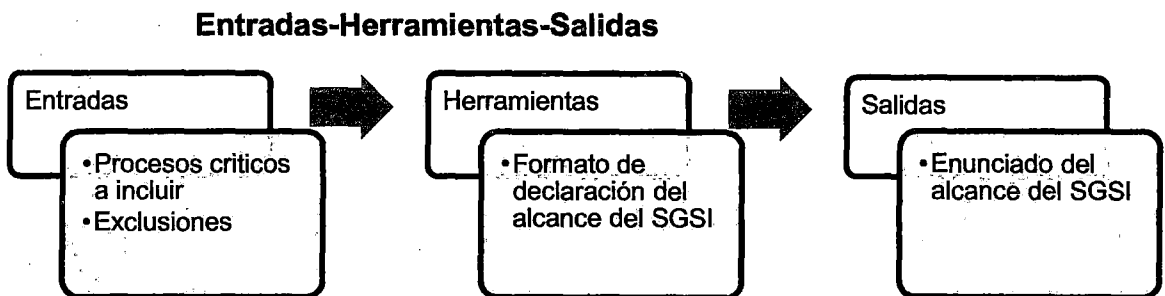 Entradas-Herramientas-Salidas
Entradas
•Procesos criticos
a incluir
•Exclusiones
Herramientas
•Formato de
declaración del
alcance del SGSI
Salidas
•Enunciado del
alcance del SGSI